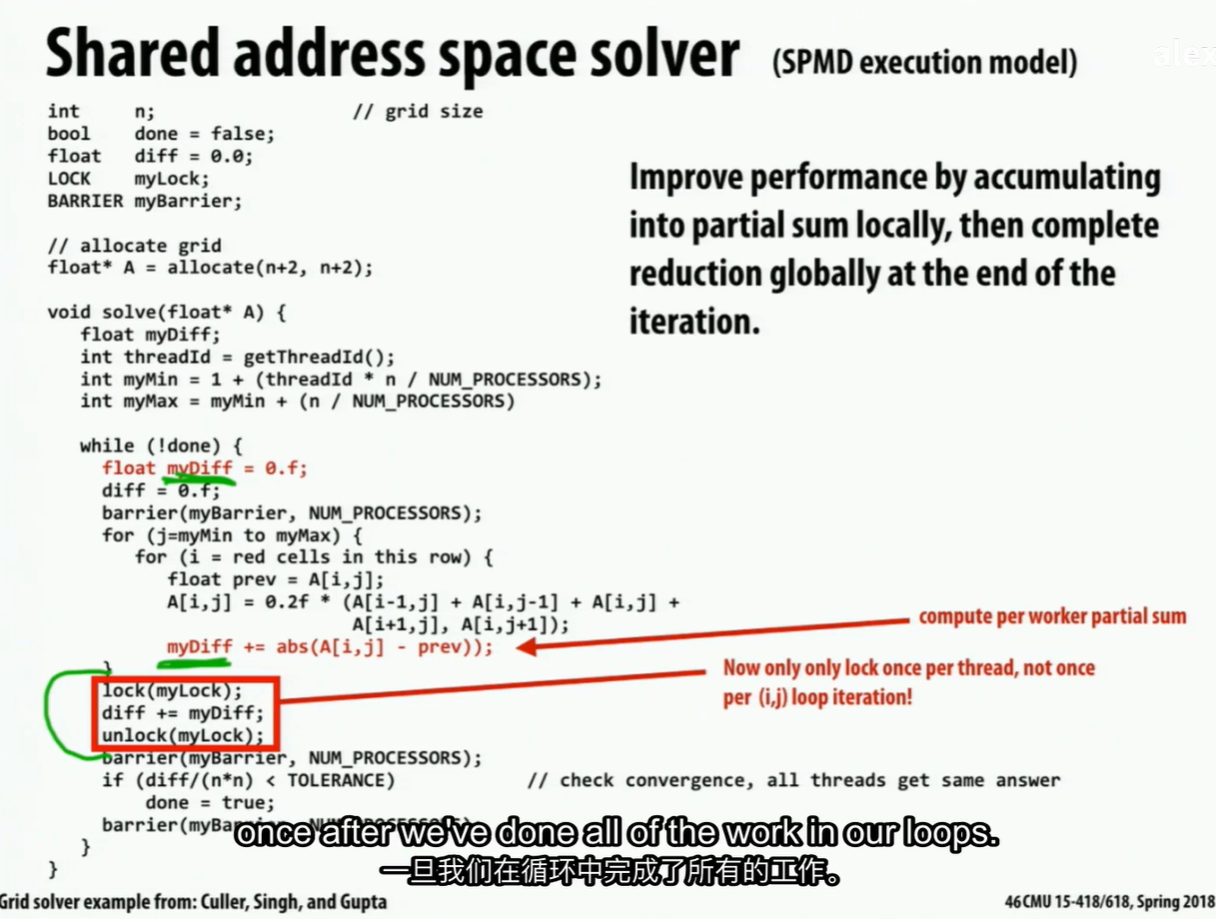 Shared address space solver (SPMD execution model)
alex
int n; // grid size
bool done = false;
float diff = 0.0;
LOCK myLock;
BARRIER myBarrier;
// allocate grid
float* A = allocate(n+2, n+2);
Improve performance by accumulating
into partial sum locally, then complete
reduction globally at the end of the
iteration.
void solve(float* A) {
float myDiff;
int threadId = getThreadId();
int myMin = 1 + (threadId * n / NUM_PROCESSORS);
int myMax = myMin + (n / NUM_PROCESSORS)
while (!done) {
float myDiff = 0.f;
diff = 0.f;
barrier(myBarrier, NUM_PROCESSORS);
for (j=myMin to myMax) {
for (i = red cells in this row) {
float prev = A[i,j];
A[i,j] = 0.2f * (A[i-1,j] + A[i,j-1] + A[i,j] +
A[i+1,j], A[i,j+1]);
myDiff += abs(A[i,j] - prev));
compute per worker partial sum
}
lock(myLock);
diff += myDiff;
unlock(myLock);
Now only only lock once per thread, not once
per (i,j) loop iteration!
barrier(myBarrier, NUM_PROCESSORS);
if (diff/(n*n) < TOLERANCE) // check convergence, all threads get same answer
done = true;
once after we've done all of the work in our loops.
一旦我们在循环中完成了所有的工作。
}
}
Grid solver example from: Culler, Singh, and Gupta
46 CMU 15-418/618, Spring 2018